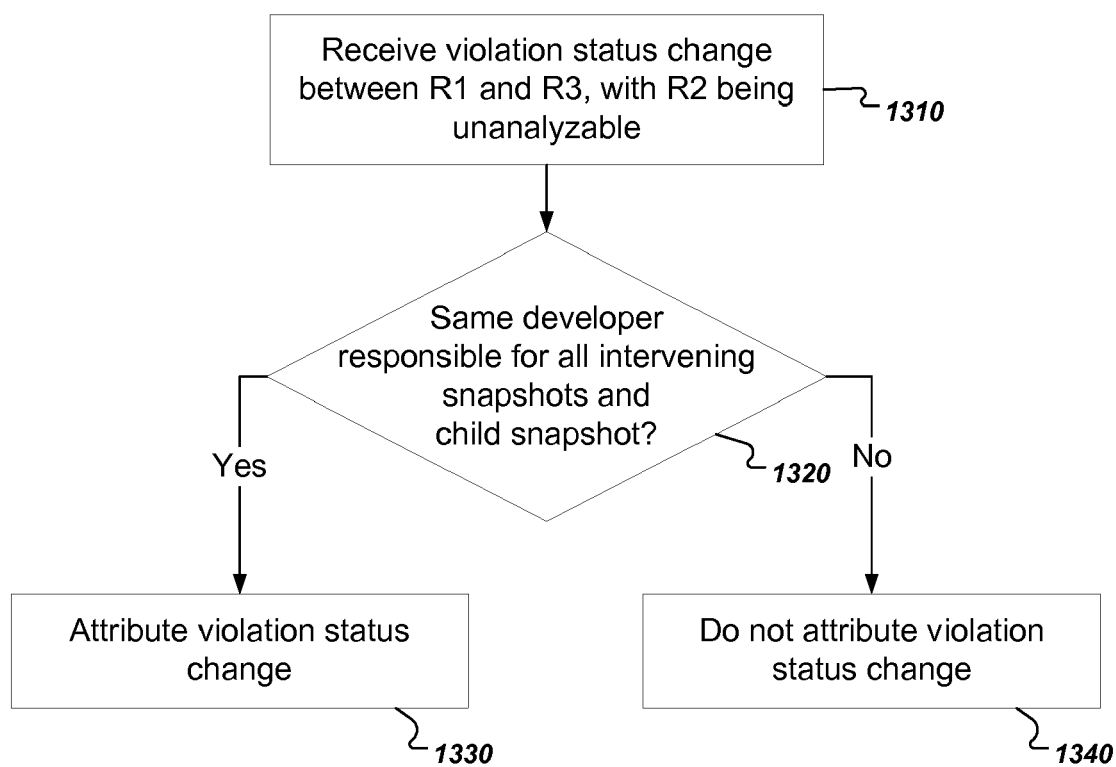 Receive violation status change
between R1 and R3, with R2 being
unanalyzable
1310
Same developer
responsible for all intervening
snapshots and
child snapshot?
1320
Yes
No
Attribute violation status
change
1330
Do not attribute violation
status change
1340